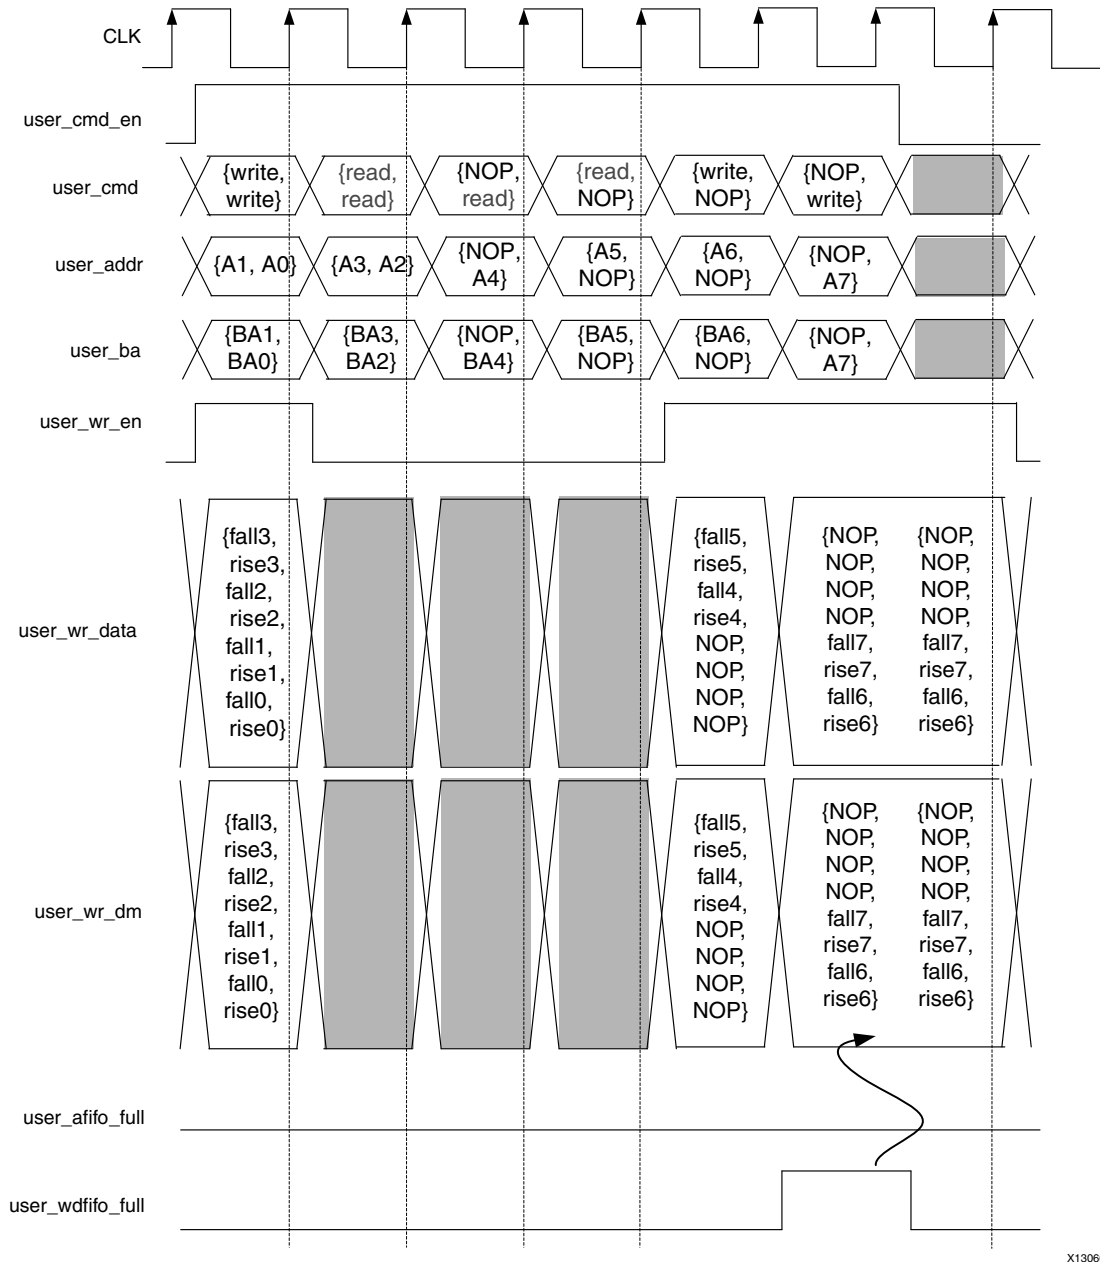 CLK
user_cmd_en
user_cmd
{write,
write}
{read,
read}
{NOP,
read}
{read,
NOP}
{write,
NOP}
{NOP,
write}
user_addr
{A1, A0}
{A3, A2}
{NOP,
A4}
{A5,
NOP}
{A6,
NOP}
{NOP,
A7}
user_ba
{BA1,
BA0}
{BA3,
BA2}
{NOP,
BA4}
{BA5,
NOP}
{BA6,
NOP}
{NOP,
A7}
user_wr_en
user_wr_data
{fall3,
rise3,
fall2,
rise2,
fall1,
rise1,
fall0,
rise0}
{fall5,
rise5,
fall4,
rise4,
NOP,
NOP,
NOP,
NOP}
{NOP,
NOP,
NOP,
NOP,
fall7,
rise7,
fall6,
rise6}
{NOP,
NOP,
NOP,
NOP,
fall7,
rise7,
fall6,
rise6}
user_wr_dm
{fall3,
rise3,
fall2,
rise2,
fall1,
rise1,
fall0,
rise0}
{fall5,
rise5,
fall4,
rise4,
NOP,
NOP,
NOP,
NOP}
{NOP,
NOP,
NOP,
NOP,
fall7,
rise7,
fall6,
rise6}
{NOP,
NOP,
NOP,
NOP,
fall7,
rise7,
fall6,
rise6}
user_afifo_full
user_wdfifo_full